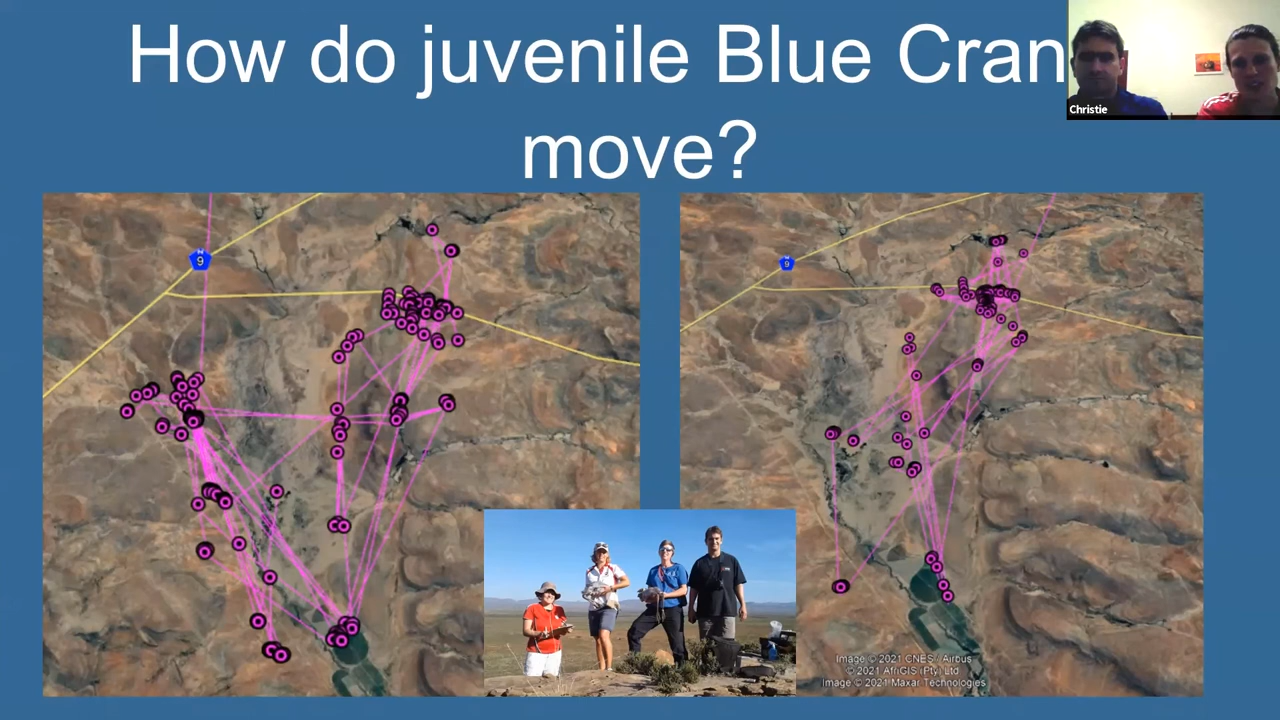 How do juvenile Blue Cran
move?
Christie
N
9
9
Image © 2021 CNES / Airbus
© 2021 AfriGIS (Pty) Ltd
Image © 2021 Maxar Technologies